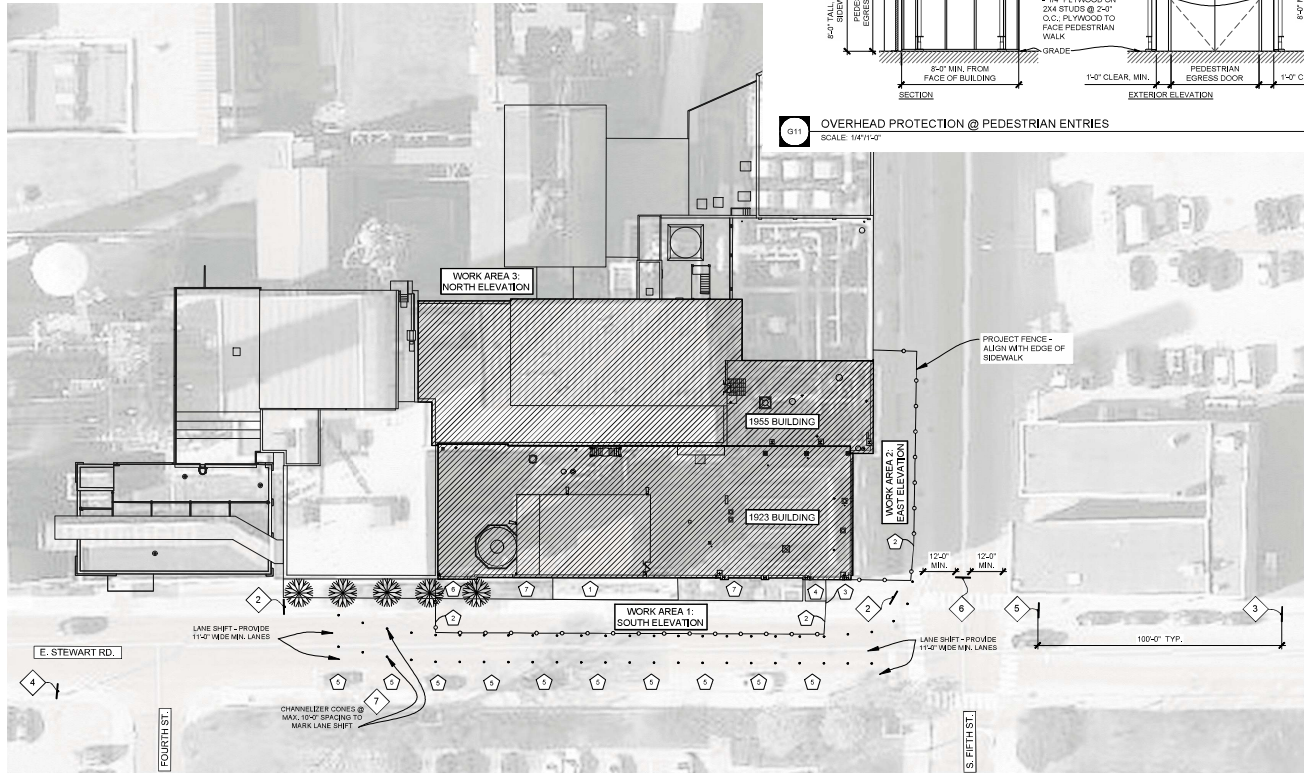 8'-0" TALL,
2X4 STUDS @ 2'-0"
O.C.; PLYWOOD TO
FACE PEDESTRIAN
WALK
GRADE
8'-0" MIN. FROM
FACE OF BUILDING
1'-0" CLEAR, MIN.
PEDESTRIAN
EGRESS DOOR
SECTION
EXTERIOR ELEVATION
G11
OVERHEAD PROTECTION @ PEDESTRIAN ENTRIES
SCALE: 1/4"/1'-0"
WORK AREA 3:
NORTH ELEVATION
PROJECT FENCE -
ALIGN WITH EDGE OF
SIDEWALK
1955 BUILDING
WORK AREA 2:
EAST ELEVATION
1923 BUILDING
2
12'-0"
MIN.
12'-0"
MIN.
6
7
1
7
4
3
2
2
2
2
6
5
3
WORK AREA 1:
SOUTH ELEVATION
LANE SHIFT - PROVIDE
11'-0" WIDE MIN. LANES
LANE SHIFT - PROVIDE
11'-0" WIDE MIN. LANES
100'-0" TYP.
E. STEWART RD.
4
5
5
5
5
5
5
5
5
5
5
7
CHANNELIZER CONES @
MAX. 10'-0" SPACING TO
MARK LANE SHIFT
FOURTH ST.
S. FIFTH ST.